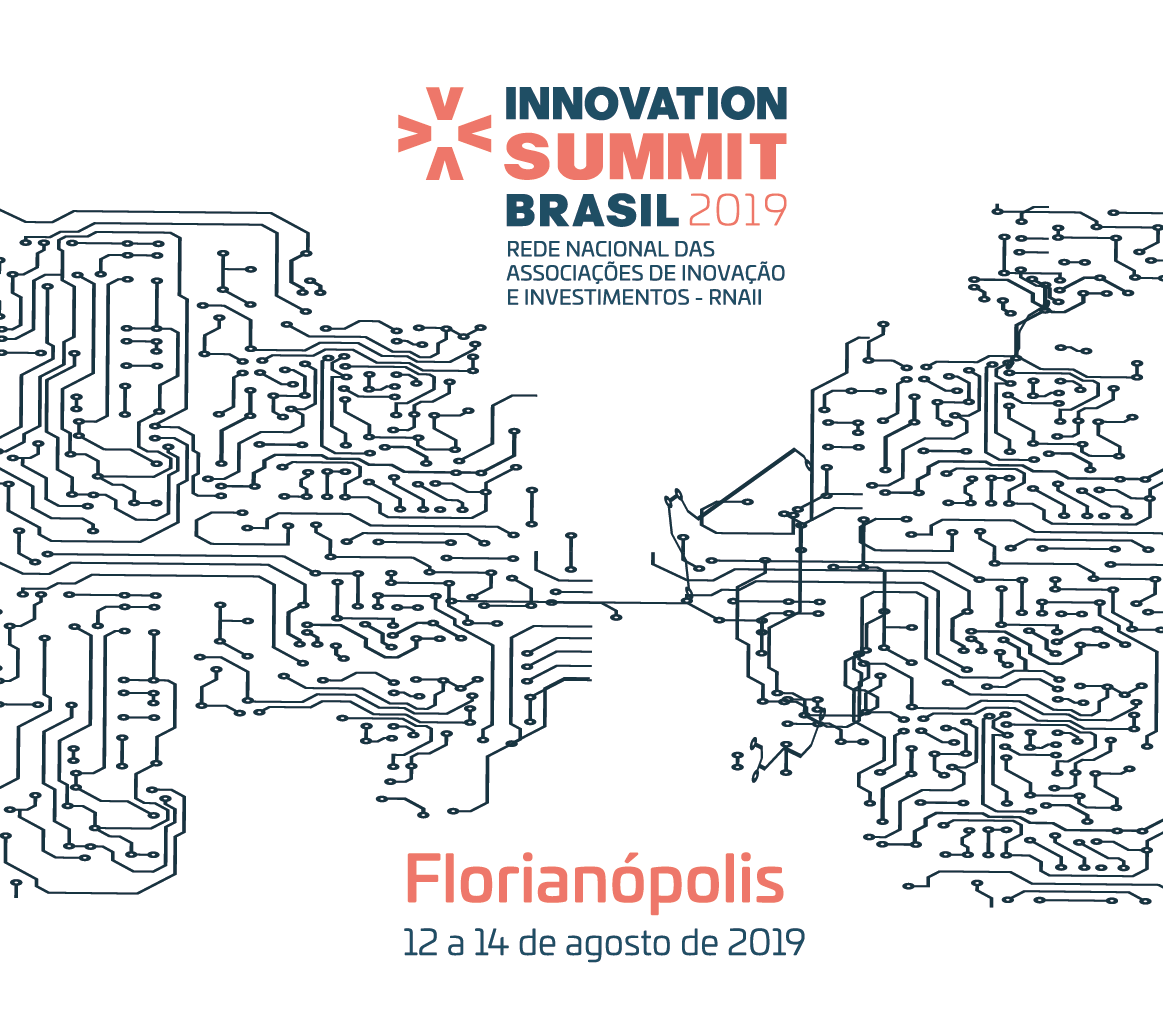 INNOVATION
SUMMIT
BRASIL 2019
REDE NACIONAL DAS
ASSOCIAÇÕES DE INOVAÇÃO
E INVESTIMENTOS - RNAII
Florianópolis
12 a 14 de agosto de 2019